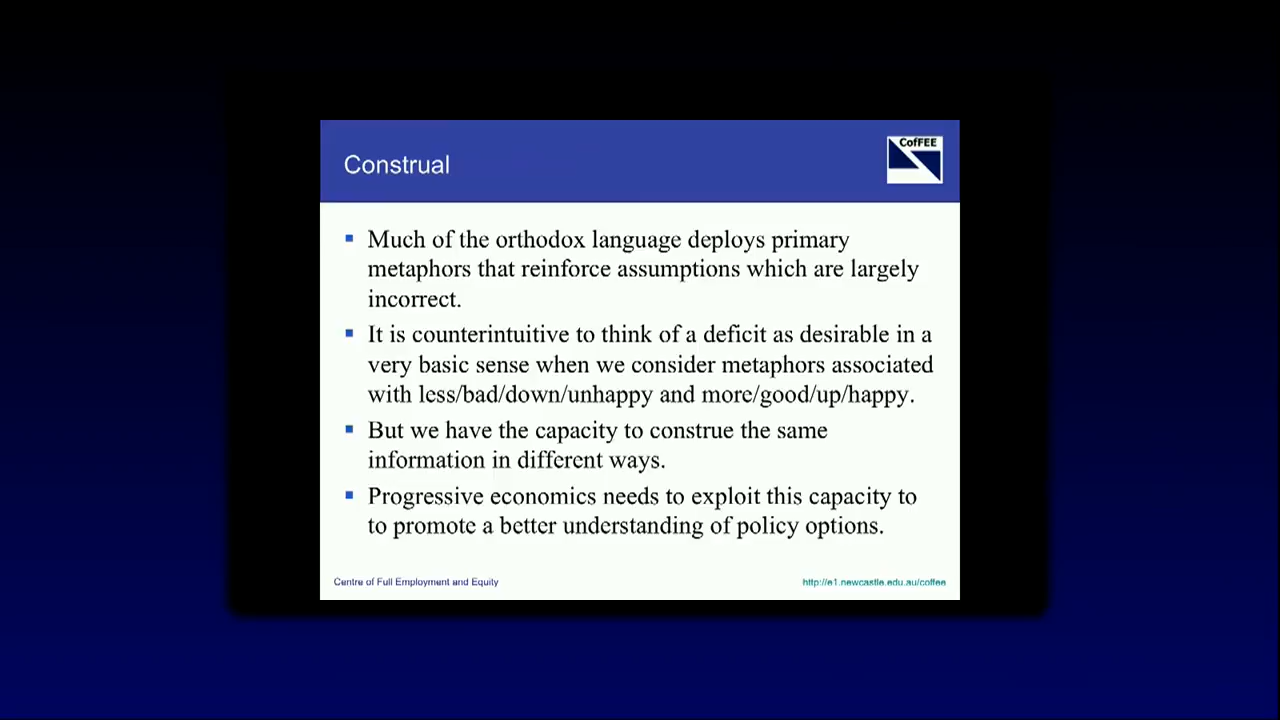 Construal
CofFEE
Much of the orthodox language deploys primary
metaphors that reinforce assumptions which are largely
incorrect.
It is counterintuitive to think of a deficit as desirable in a
very basic sense when we consider metaphors associated
with less/bad/down/unhappy and more/good/up/happy.
But we have the capacity to construe the same
information in different ways.
Progressive economics needs to exploit this capacity to
to promote a better understanding of policy options.
Centre of Full Employment and Equity
http://e1.newcastle.edu.au/coffee